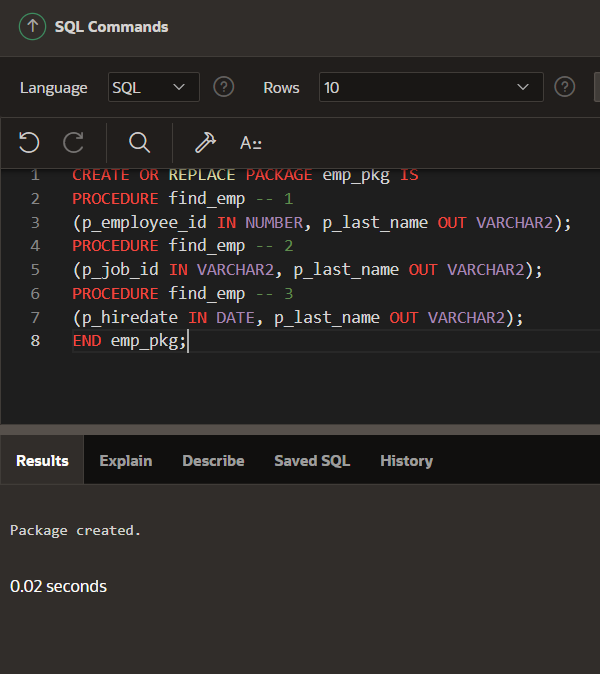 SQL Commands
Language SQL ? Rows 10 ?
A::
1 CREATE OR REPLACE PACKAGE emp_pkg IS
2 PROCEDURE find_emp -- 1
3 (p_employee_id IN NUMBER, p_last_name OUT VARCHAR2);
4 PROCEDURE find_emp -- 2
5 (p_job_id IN VARCHAR2, p_last_name OUT VARCHAR2);
6 PROCEDURE find_emp -- 3
7 (p_hiredate IN DATE, p_last_name OUT VARCHAR2);
8 END emp_pkg;
Results Explain Describe Saved SQL History
Package created.
0.02 seconds